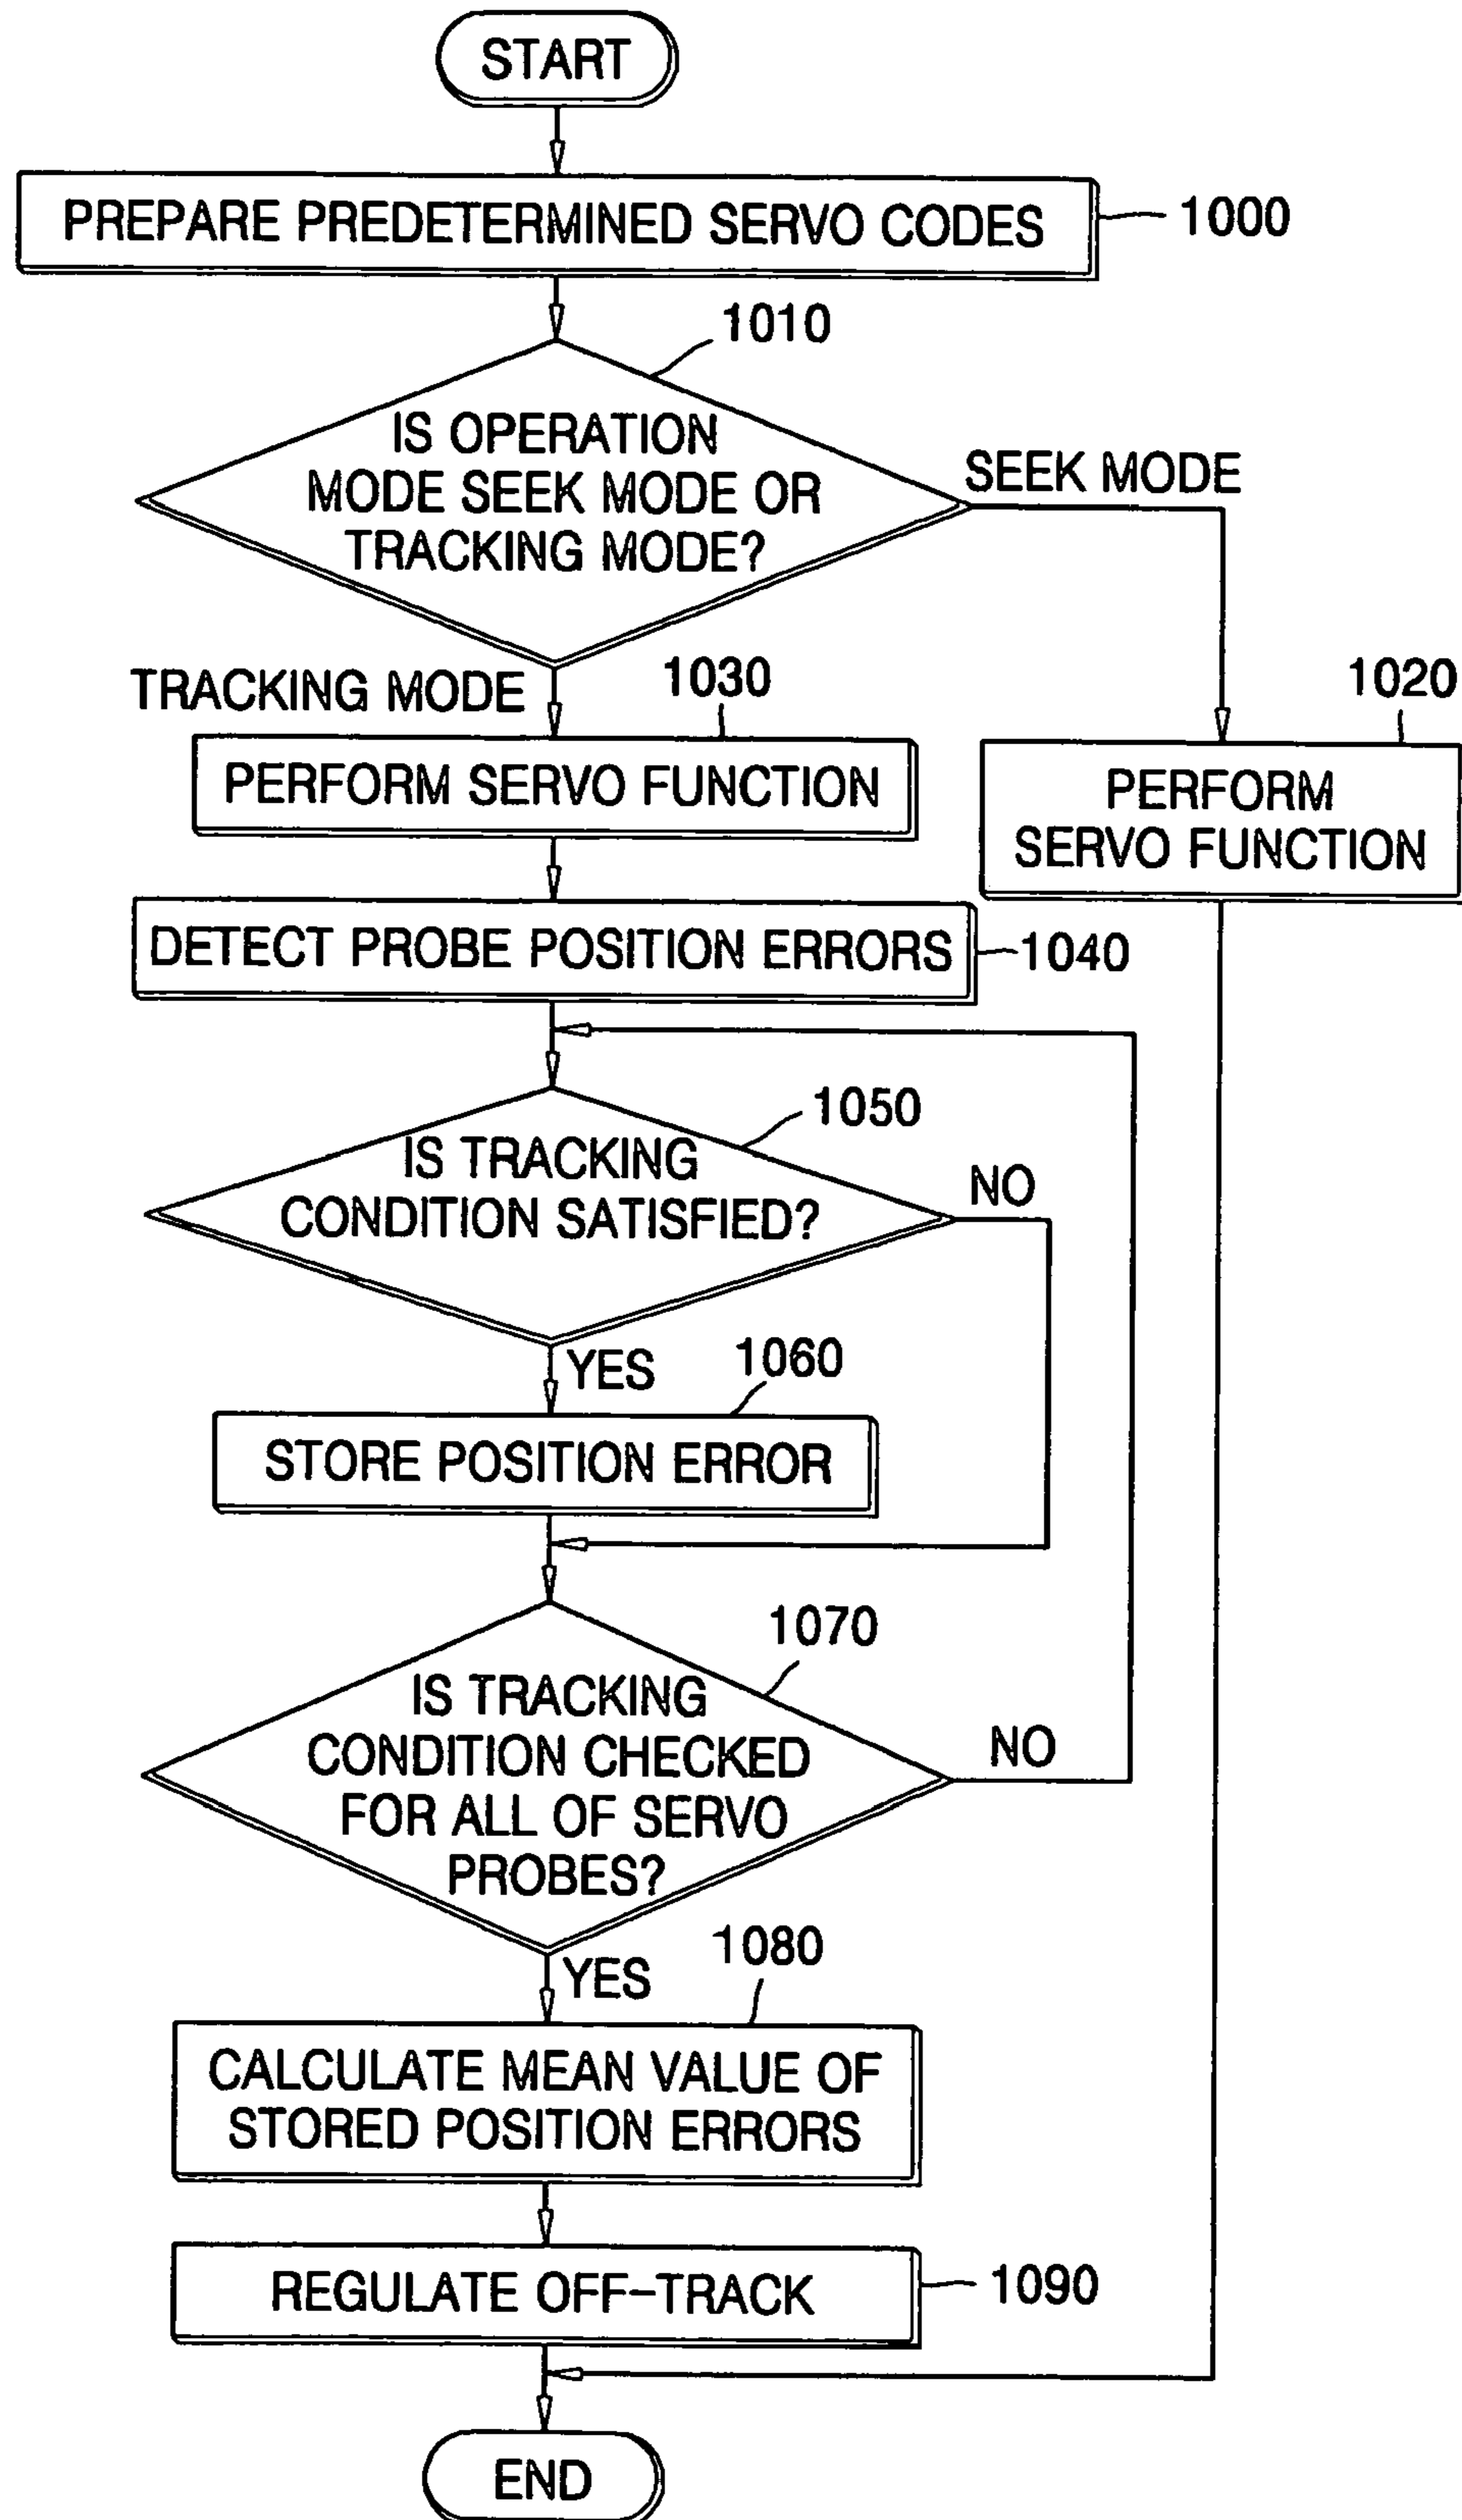 START
PREPARE PREDETERMINED SERVO CODES
1000
1010
IS OPERATION
MODE SEEK MODE OR
TRACKING MODE?
SEEK MODE
TRACKING MODE
1030
1020
PERFORM SERVO FUNCTION
PERFORM
SERVO FUNCTION
DETECT PROBE POSITION ERRORS
1040
1050
IS TRACKING
CONDITION SATISFIED?
NO
YES
1060
STORE POSITION ERROR
1070
IS TRACKING
CONDITION CHECKED
FOR ALL OF SERVO
PROBES?
NO
YES
1080
CALCULATE MEAN VALUE OF
STORED POSITION ERRORS
REGULATE OFF-TRACK
1090
END